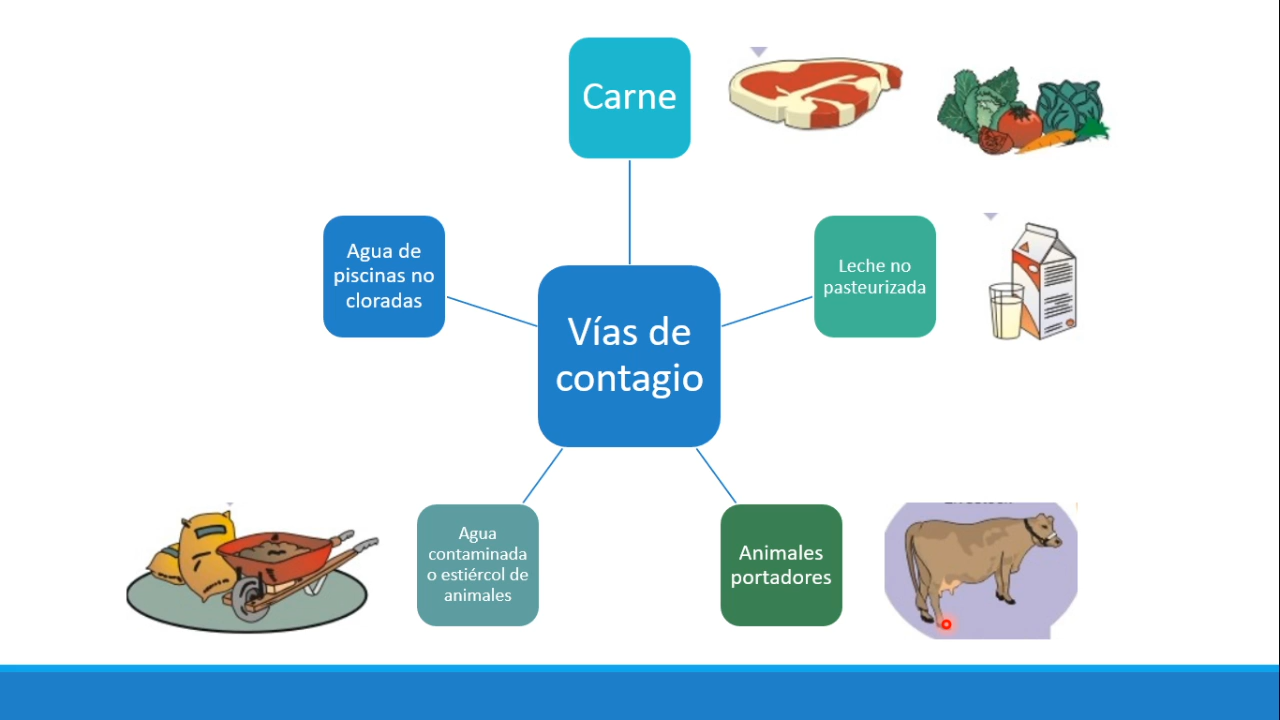 Carne
Agua de
piscinas no
cloradas
Leche no
pasteurizada
Vías de
contagio
Agua
contaminada
o estiércol de
animales
Animales
portadores